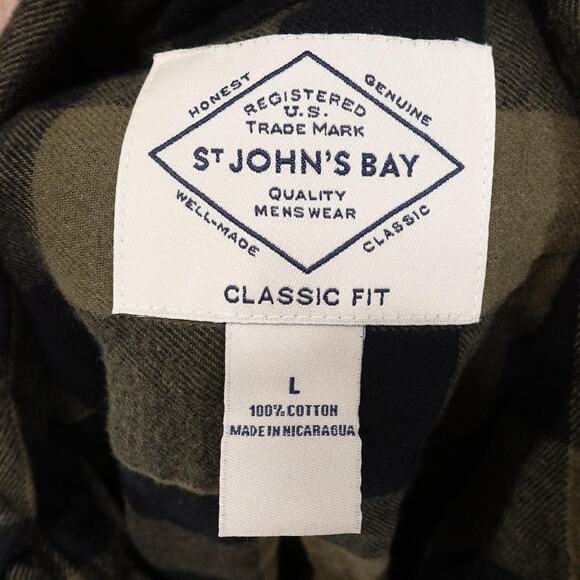 HONEST
GENUINE
REGISTERED
U.S.
TRADE MARK
ST JOHN'S BAY
QUALITY
MENSWEAR
WELL-MADE
CLASSIC
CLASSIC FIT
L
100% COTTON
MADE IN NICARAGUA